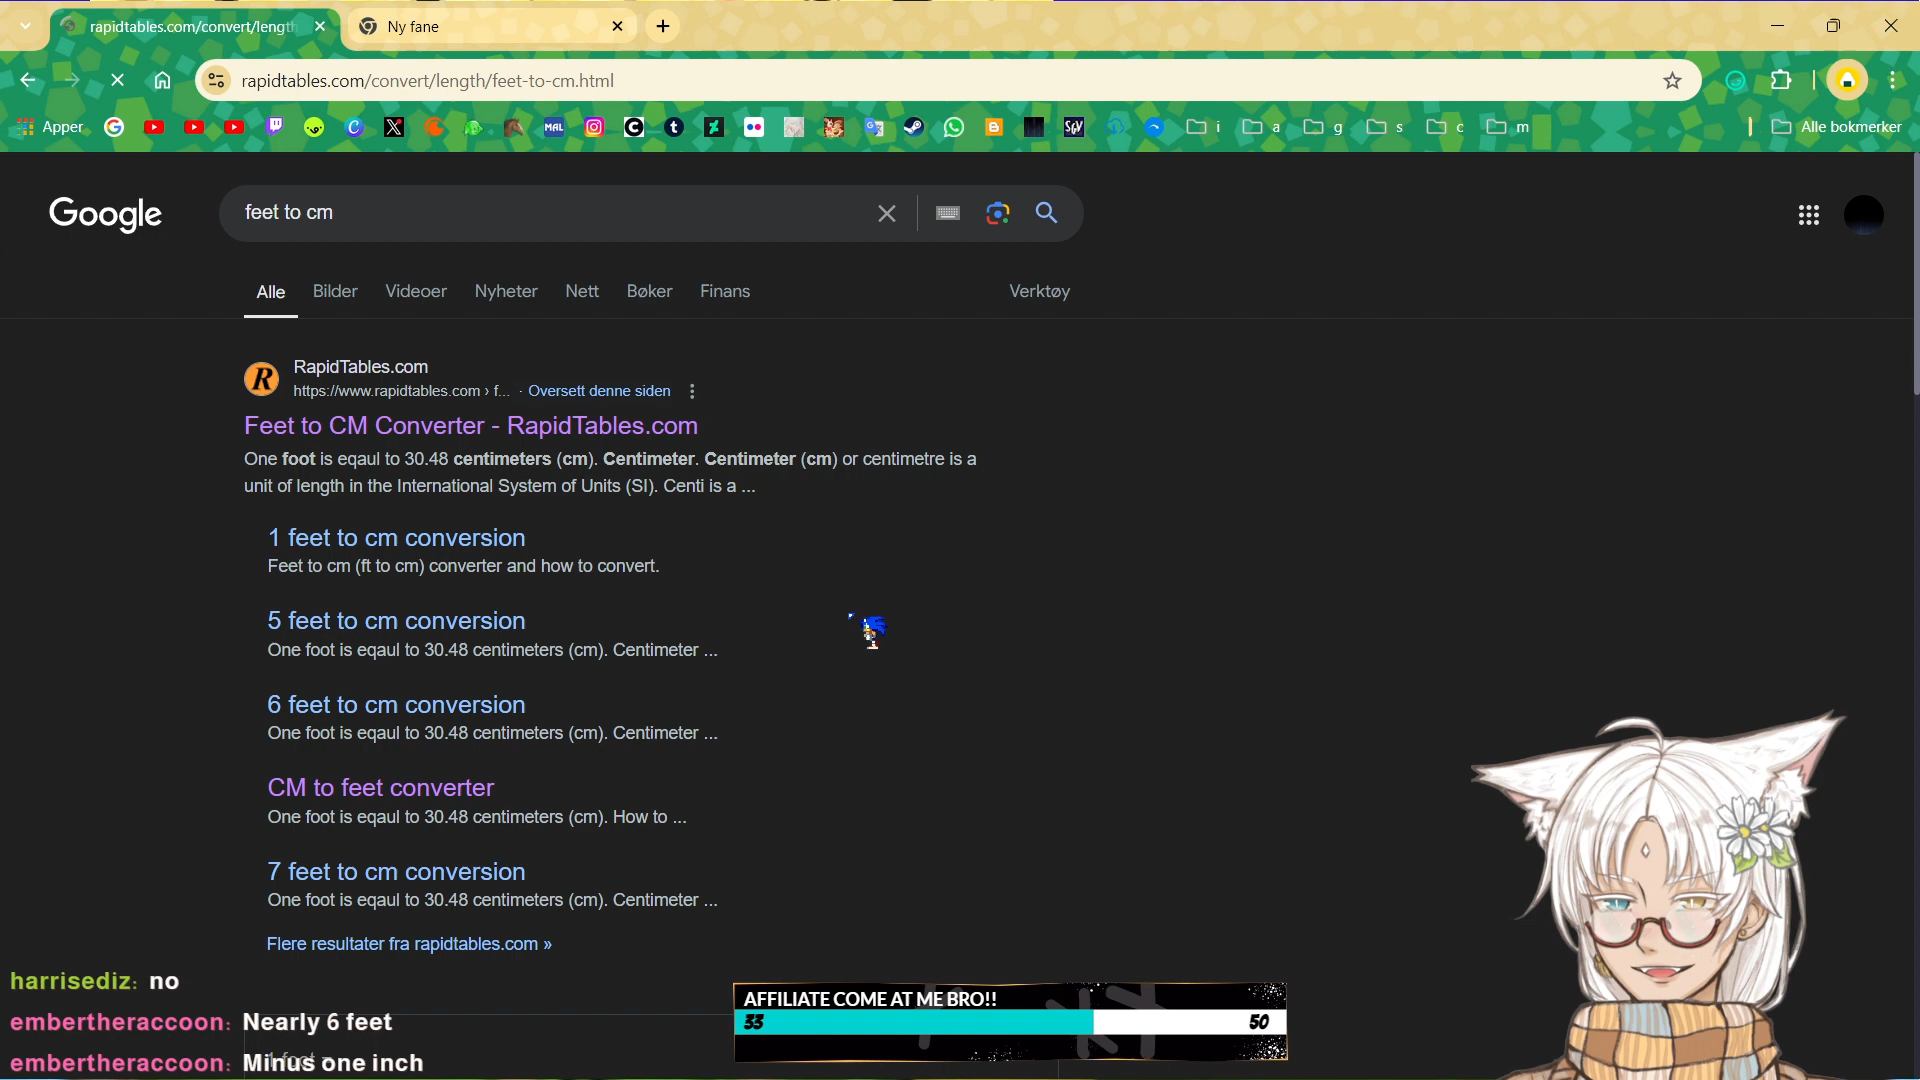 rapidtables.com/convert/lengtl
Ny fane
rapidtables.com/convert/length/feet-to-cm.html
Apper
MAL
SGV
i
a
g
s
c
m
Alle bokmerker
Google
feet to cm
Alle
Bilder
Videoer
Nyheter
Nett
Bøker
Finans
Verktøy
R
RapidTables.com
https://www.rapidtables.com › f... · Oversett denne siden
Feet to CM Converter - RapidTables.com
One foot is eqaul to 30.48 centimeters (cm). Centimeter. Centimeter (cm) or centimetre is a
unit of length in the International System of Units (SI). Centi is a ...
1 feet to cm conversion
Feet to cm (ft to cm) converter and how to convert.
5 feet to cm conversion
One foot is eqaul to 30.48 centimeters (cm). Centimeter ...
6 feet to cm conversion
One foot is eqaul to 30.48 centimeters (cm). Centimeter ...
CM to feet converter
One foot is eqaul to 30.48 centimeters (cm). How to ...
7 feet to cm conversion
One foot is eqaul to 30.48 centimeters (cm). Centimeter ...
Flere resultater fra rapidtables.com »
harrisediz: no
embertheraccoon: Nearly 6 feet
embertheraccoon: Minus one inch
AFFILIATE COME AT ME BRO!!
33
50